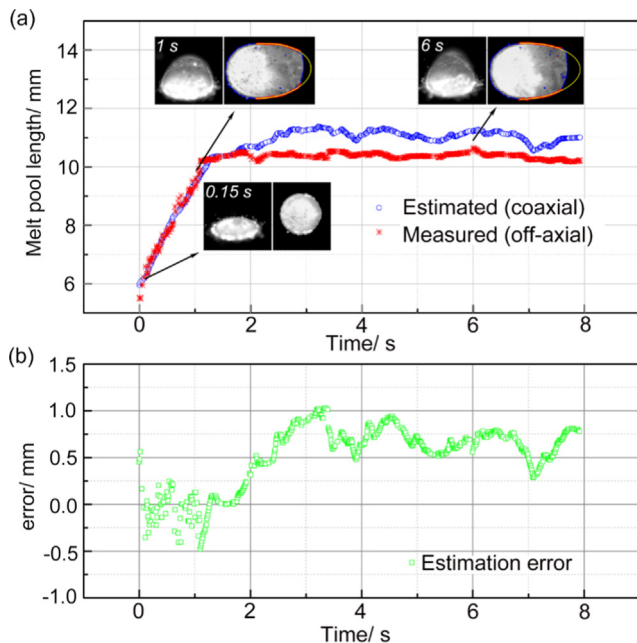 (a)
14
12
10
8
6
Melt pool length/ mm
1 s
6 s
0.15 s
Estimated (coaxial)
Measured (off-axial)
0
2
4
6
8
Time/ s
(b)
1.5
1.0
0.5
0.0
-0.5
-1.0
error/ mm
Estimation error
0
2
4
6
8
Time/ s